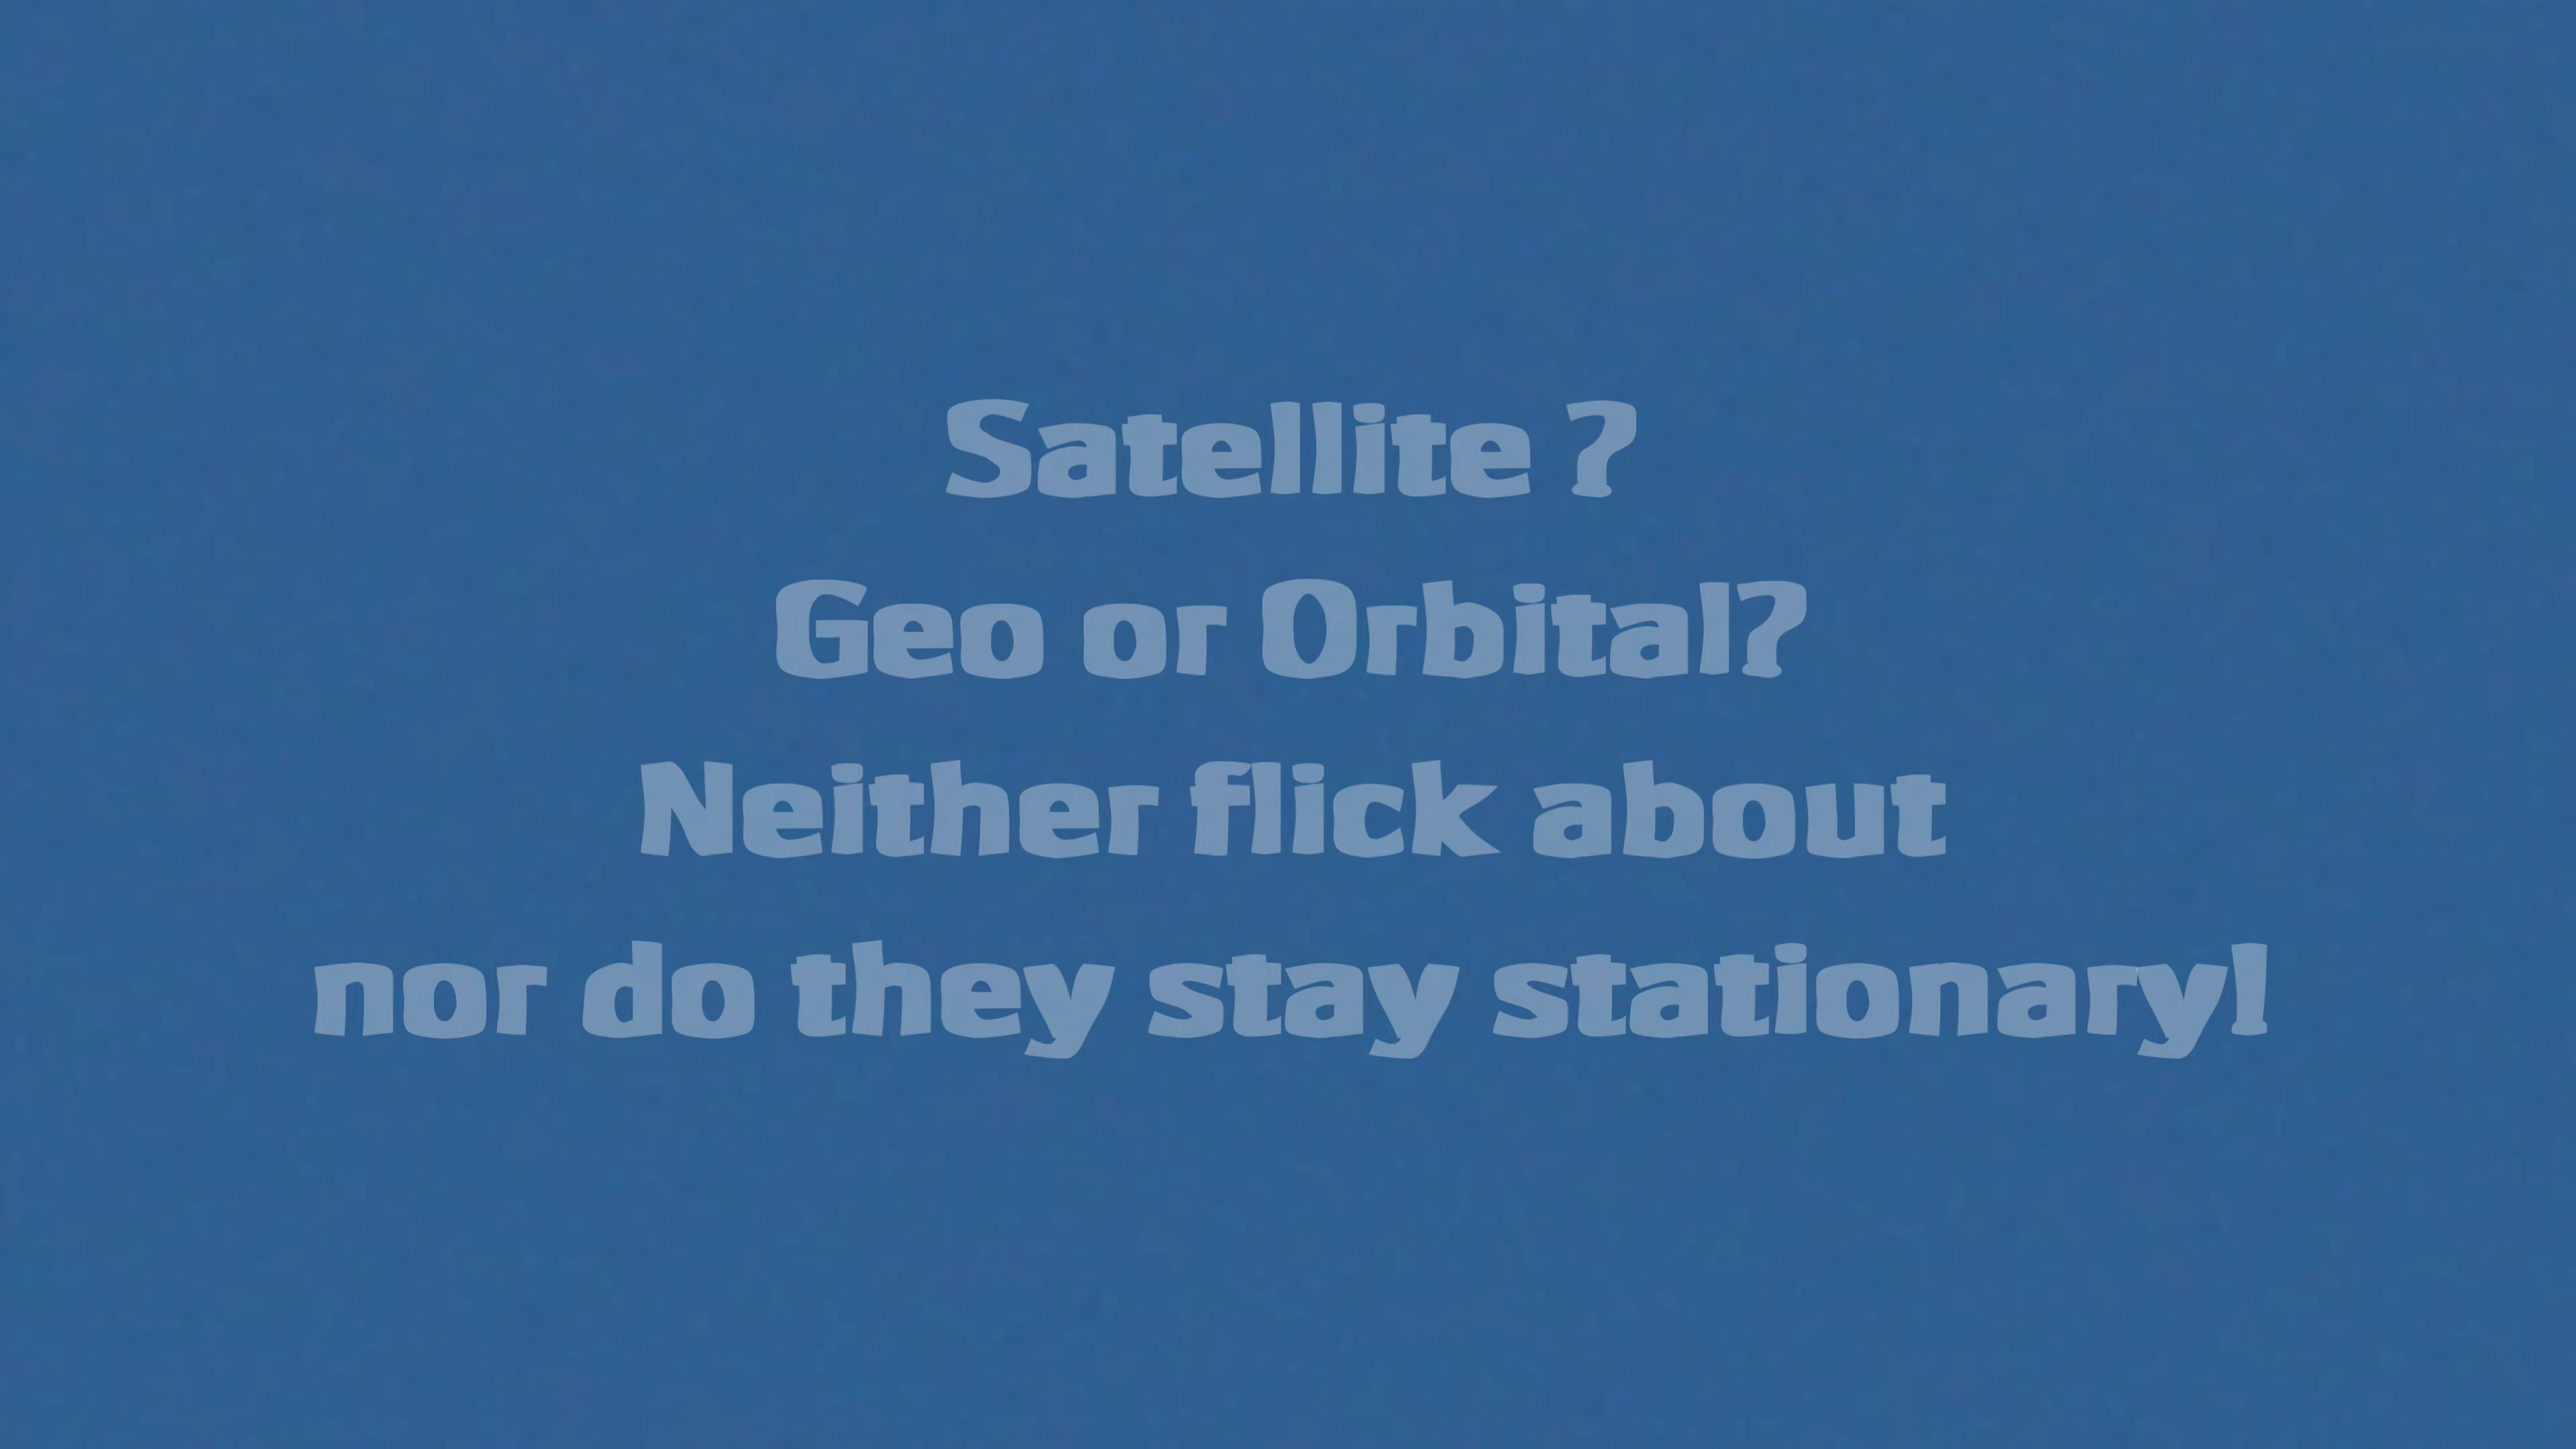 Satellite ?
Geo or Orbital?
Neither flick about
nor do they stay stationary!